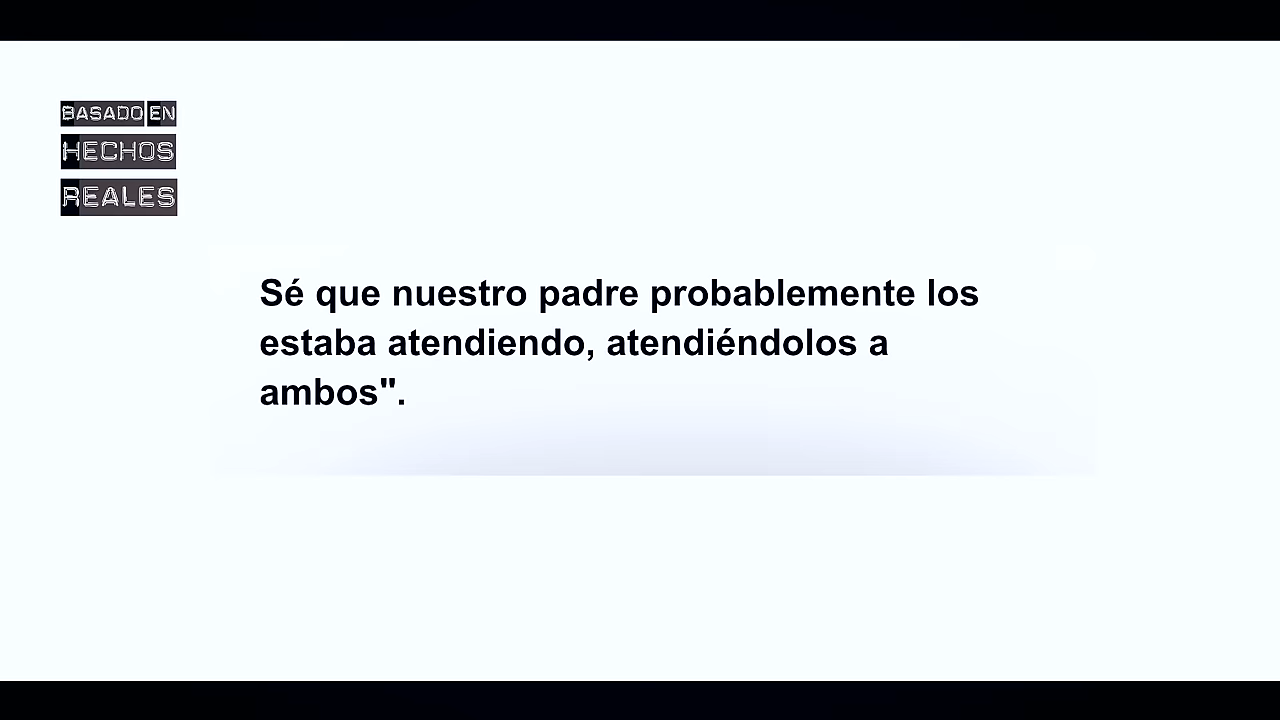 BASADO EN
HECHOS
REALES
Sé que nuestro padre probablemente los
estaba atendiendo, atendiéndolos a
ambos".